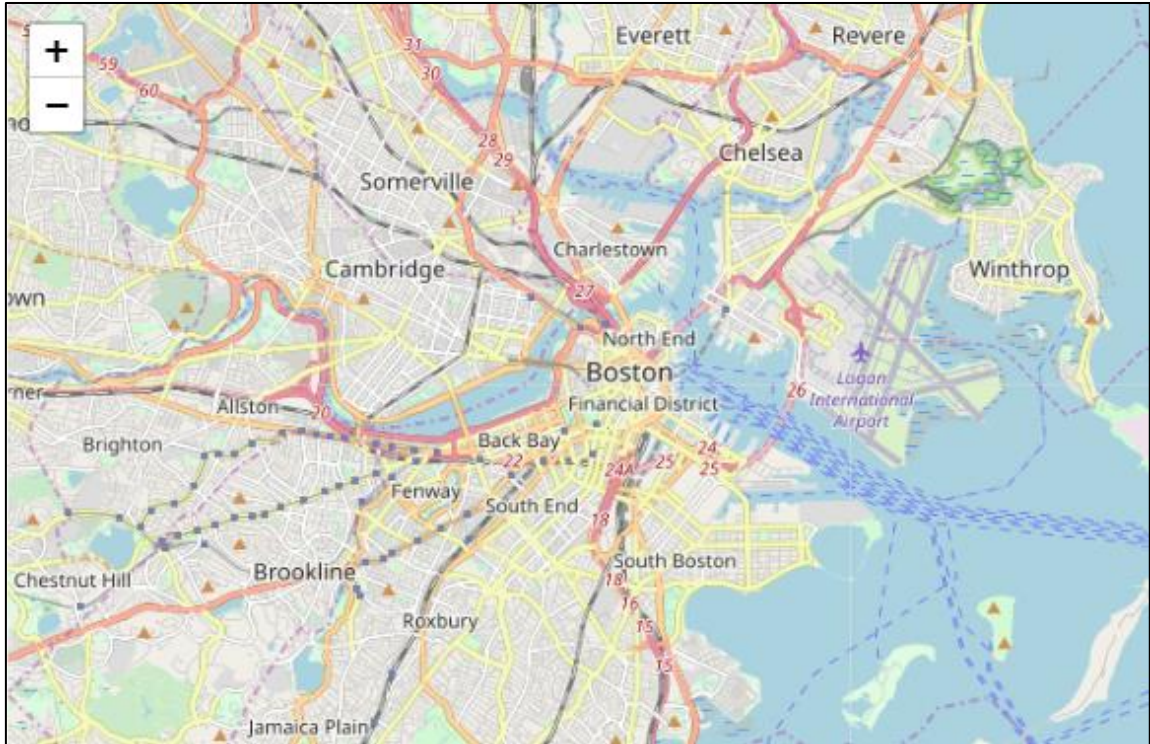 +
Everett
Revere
31
59
30
60
−
28
29
Chelsea
Somerville
Charlestown
Cambridge
Winthrop
27
North End
Boston
Logan
International
Airport
26
Financial District
Allston
20
Brighton
Back Bay
24
22
24A
25
25
Fenway
South End
18
South Boston
Chestnut Hill
Brookline
18
16
Roxbury
15
15
Jamaica Plain